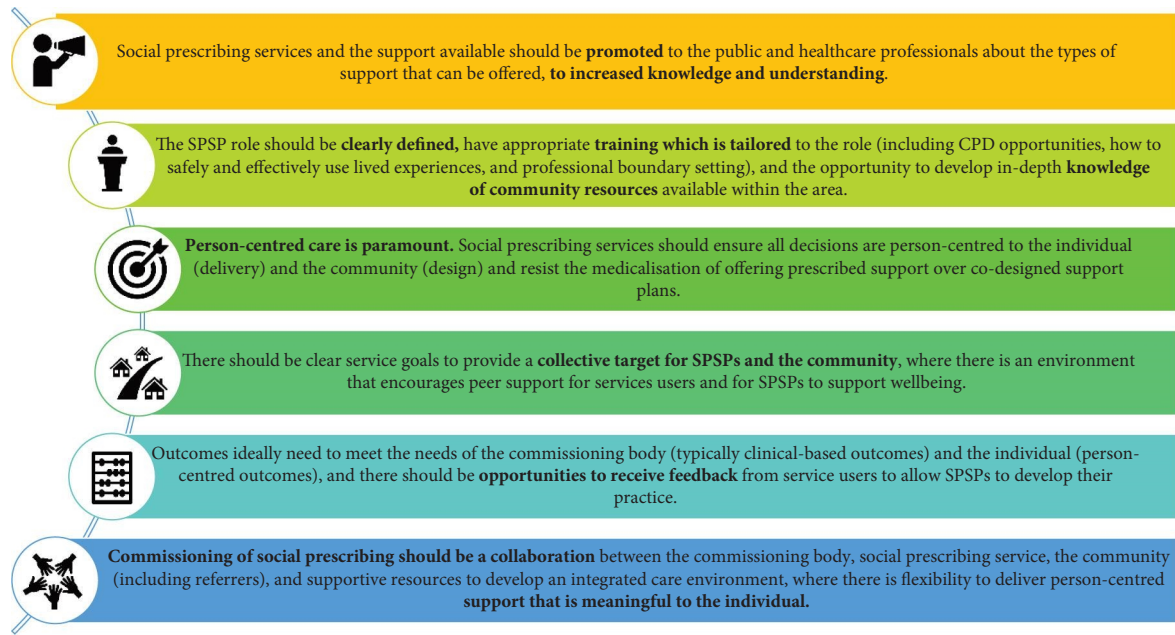 Social prescribing services and the support available should be promoted to the public and healthcare professionals about the types of
support that can be offered, to increased knowledge and understanding.
The SPSP role should be clearly defined, have appropriate training which is tailored to the role (including CPD opportunities, how to
safely and effectively use lived experiences, and professional boundary setting), and the opportunity to develop in-depth knowledge
of community resources available within the area.
Person-centred care is paramount. Social prescribing services should ensure all decisions are person-centred to the individual
(delivery) and the community (design) and resist the medicalisation of offering prescribed support over co-designed support
plans.
There should be clear service goals to provide a collective target for SPSPs and the community, where there is an environment
that encourages peer support for services users and for SPSPs to support wellbeing.
Outcomes ideally need to meet the needs of the commissioning body (typically clinical-based outcomes) and the individual (person-
centred outcomes), and there should be opportunities to receive feedback from service users to allow SPSPs to develop their
practice.
Commissioning of social prescribing should be a collaboration between the commissioning body, social prescribing service, the community
(including referrers), and supportive resources to develop an integrated care environment, where there is flexibility to deliver person-centred
support that is meaningful to the individual.